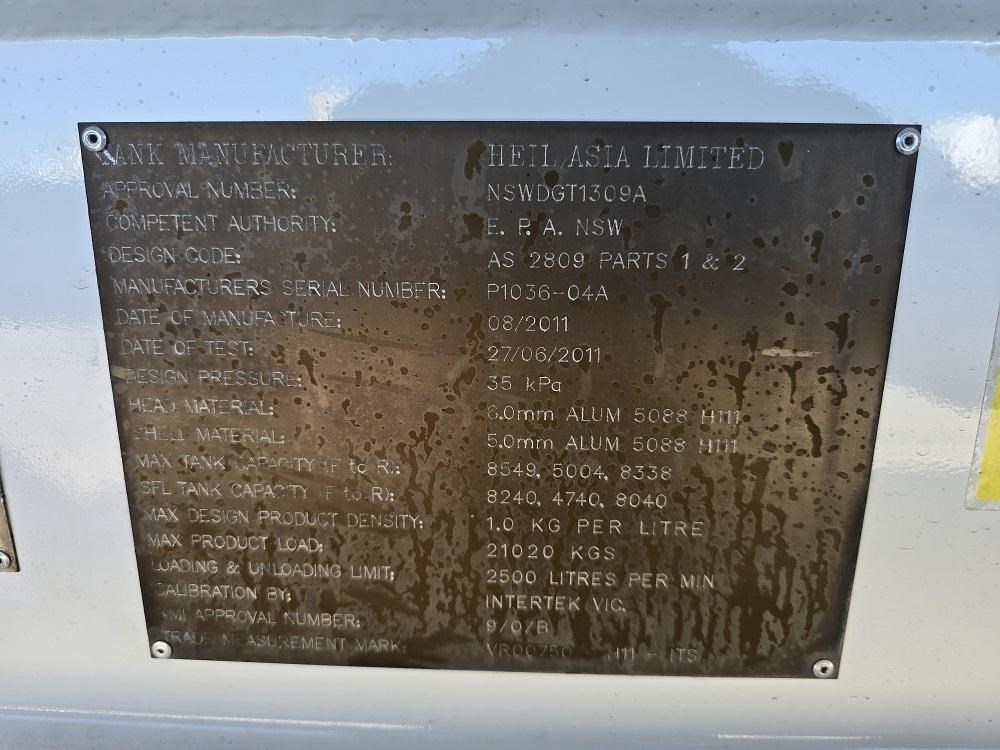 TANK MANUFACTURER: HEIL ASIA LIMITED
APPROVAL NUMBER: NSWDGT1309A
COMPETENT AUTHORITY: E. P. A. NSW
DESIGN CODE: AS 2809 PARTS 1 & 2
MANUFACTURERS SERIAL NUMBER: P1036-04A
DATE OF MANUFACTURE: 08/2011
DATE OF TEST: 27/06/2011
DESIGN PRESSURE: 35 kPa
HEAD MATERIAL: 6.0mm ALUM 5088 H111
SHELL MATERIAL: 5.0mm ALUM 5088 H111
MAX TANK CAPACITY (F to R): 8549, 5004, 8338
SFL TANK CAPACITY (F to R): 8240, 4740, 8040
MAX DESIGN PRODUCT DENSITY: 1.0 KG PER LITRE
MAX PRODUCT LOAD: 21020 KGS
LOADING & UNLOADING LIMIT: 2500 LITRES PER MIN
CALIBRATION BY: INTERTEK VIC.
NMI APPROVAL NUMBER: 9/0/B
TRADE MEASUREMENT MARK: VR00750 - H11 - ITS